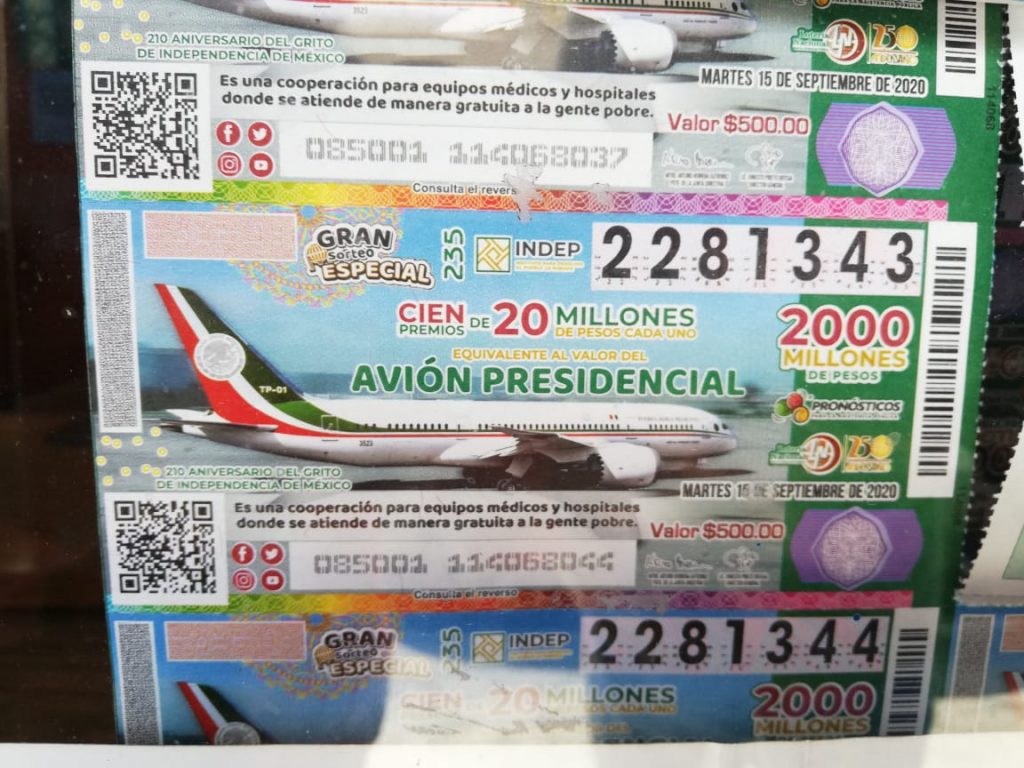 3523
210 ANIVERSARIO DEL GRITO
DE INDEPENDENCIA DE MÉXICO
250
MARTES 15 DE SEPTIEMBRE DE 2020
Es una cooperación para equipos médicos y hospitales
donde se atiende de manera gratuita a la gente pobre.
Valor $500.00
085001 114068037
Consulta el reverso
GRAN
Sorteo
ESPECIAL
235
INDEP
2281343
CIEN PREMIOS DE 20 MILLONES
DE PESOS CADA UNO
2000
MILLONES
DE PESOS
EQUIVALENTE AL VALOR DEL
AVIÓN PRESIDENCIAL
TP-01
3523
PRONÓSTICOS
250
210 ANIVERSARIO DEL GRITO
DE INDEPENDENCIA DE MÉXICO
MARTES 15 DE SEPTIEMBRE DE 2020
Es una cooperación para equipos médicos y hospitales
donde se atiende de manera gratuita a la gente pobre.
Valor $500.00
085001 114068044
Consulta el reverso
GRAN
Sorteo
ESPECIAL
235
INDEP
2281344
CIEN 20 MILLONES
DE PESOS CADA UNO
2000
MILLONES